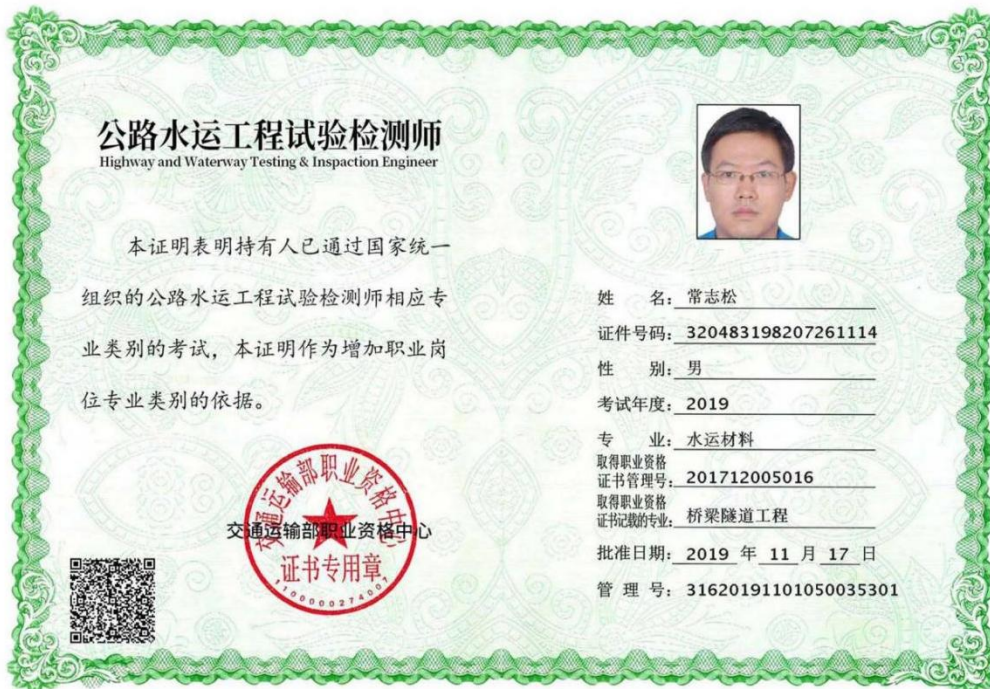 公路水运工程试验检测师
Highway and Waterway Testing & Inspaction Engineer
本证明表明持有人已通过国家统一
组织的公路水运工程试验检测师相应专
业类别的考试，本证明作为增加职业岗
位专业类别的依据。
交通运输部职业资格中心
交通运输部职业资格中心
证书专用章
1100000274007
姓 名：常志松
证件号码：320483198207261114
性 别：男
考试年度：2019
专 业：水运材料
取得职业资格
证书管理号：201712005016
取得职业资格
证书记载的专业：桥梁隧道工程
批准日期：2019 年 11 月 17 日
管 理 号：31620191101050035301